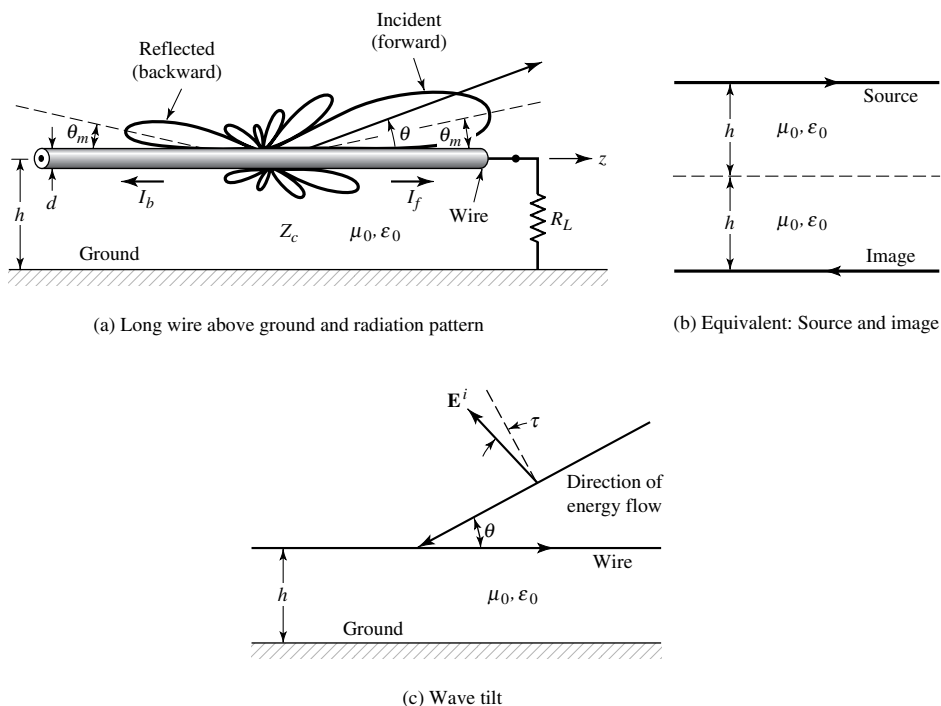 Incident
(forward)
Reflected
(backward)
θm
θ
θm
z
d
h
Ib
If
Wire
RL
Zc
μ0, ε0
Ground
(a) Long wire above ground and radiation pattern
Source
h
μ0, ε0
h
μ0, ε0
Image
(b) Equivalent: Source and image
E^i
τ
Direction of
energy flow
θ
Wire
h
μ0, ε0
Ground
(c) Wave tilt